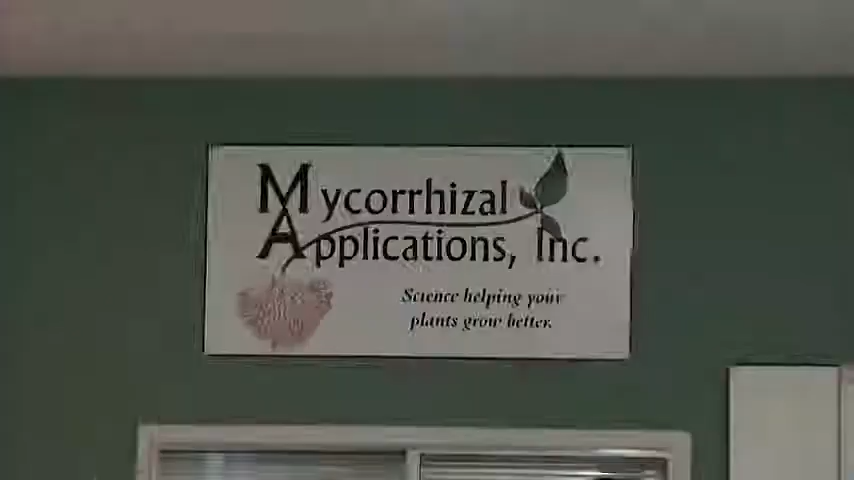 Mycorrhizal
Applications, Inc.
Science helping your
plants grow better.